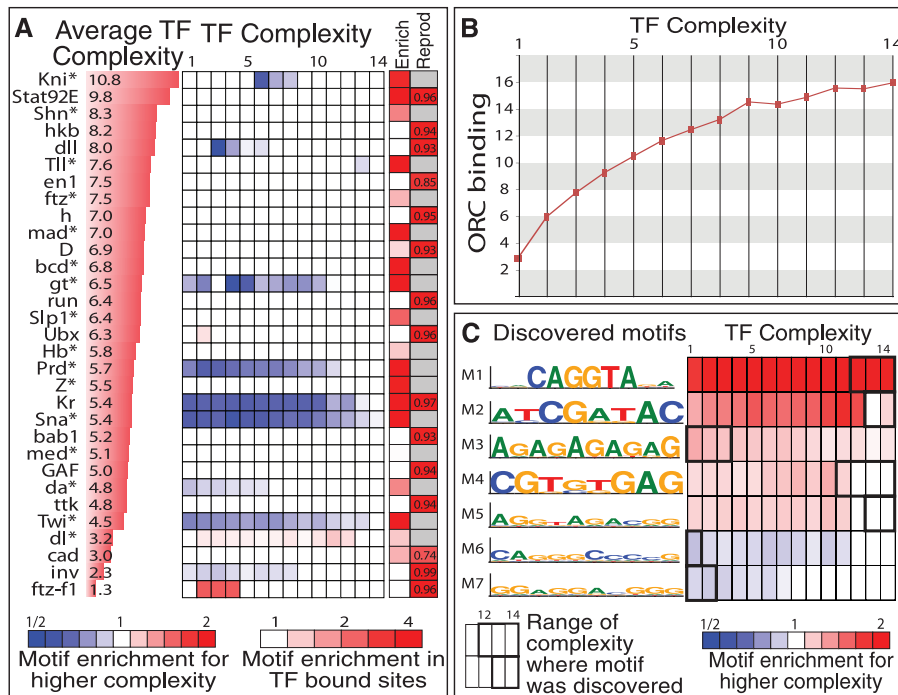 A
Average TF Complexity
TF Complexity
Enrich
Reprod
1 5 10 14
Kni* 10.8
Stat92E 9.8 0.96
Shn* 8.3
hkb 8.2 0.94
dll 8.0 0.93
Tll* 7.6
en1 7.5 0.85
ftz* 7.5
h 7.0 0.95
mad* 7.0
D 6.9 0.93
bcd* 6.8
gt* 6.5
run 6.4 0.96
Slp1* 6.4
Ubx 6.3 0.96
Hb* 5.8
Prd* 5.7
Z* 5.5
Kr 5.4 0.97
Sna* 5.4
bab1 5.2 0.93
med* 5.1
GAF 5.0 0.94
da* 4.8
ttk 4.8 0.94
Twi* 4.5
dl* 3.2
cad 3.0 0.74
inv 2.3 0.99
ftz-f1 1.3 0.96
1/2 1 2
Motif enrichment for
higher complexity
1 2 4
Motif enrichment in
TF bound sites
B
TF Complexity
1 5 10 14
ORC binding
16
14
12
10
8
6
4
2
C
Discovered motifs
TF Complexity
1 5 10 14
M1 CAGGTA
M2 ATCGATAC
M3 AGAGAGAGAG
M4 CGTGTGAG
M5 AGGTAGACGG
M6 CAGGGCCCCG
M7 GGAGGACGGG
12 14
Range of
complexity
where motif
was discovered
1/2 1 2
Motif enrichment for
higher complexity